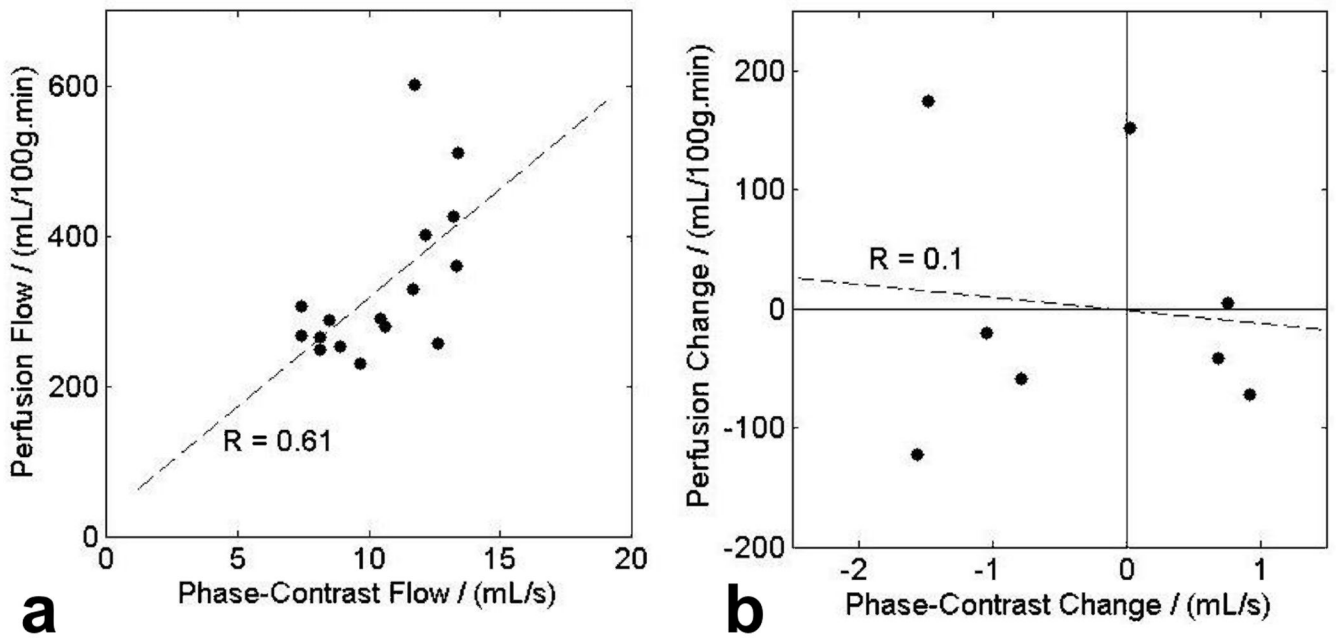 Perfusion Flow / (mL/100g.min)
600
400
200
0
R = 0.61
0 5 10 15 20
Phase-Contrast Flow / (mL/s)
a
Perfusion Change / (mL/100g.min)
200
100
0
-100
-200
R = 0.1
-2 -1 0 1
Phase-Contrast Change / (mL/s)
b